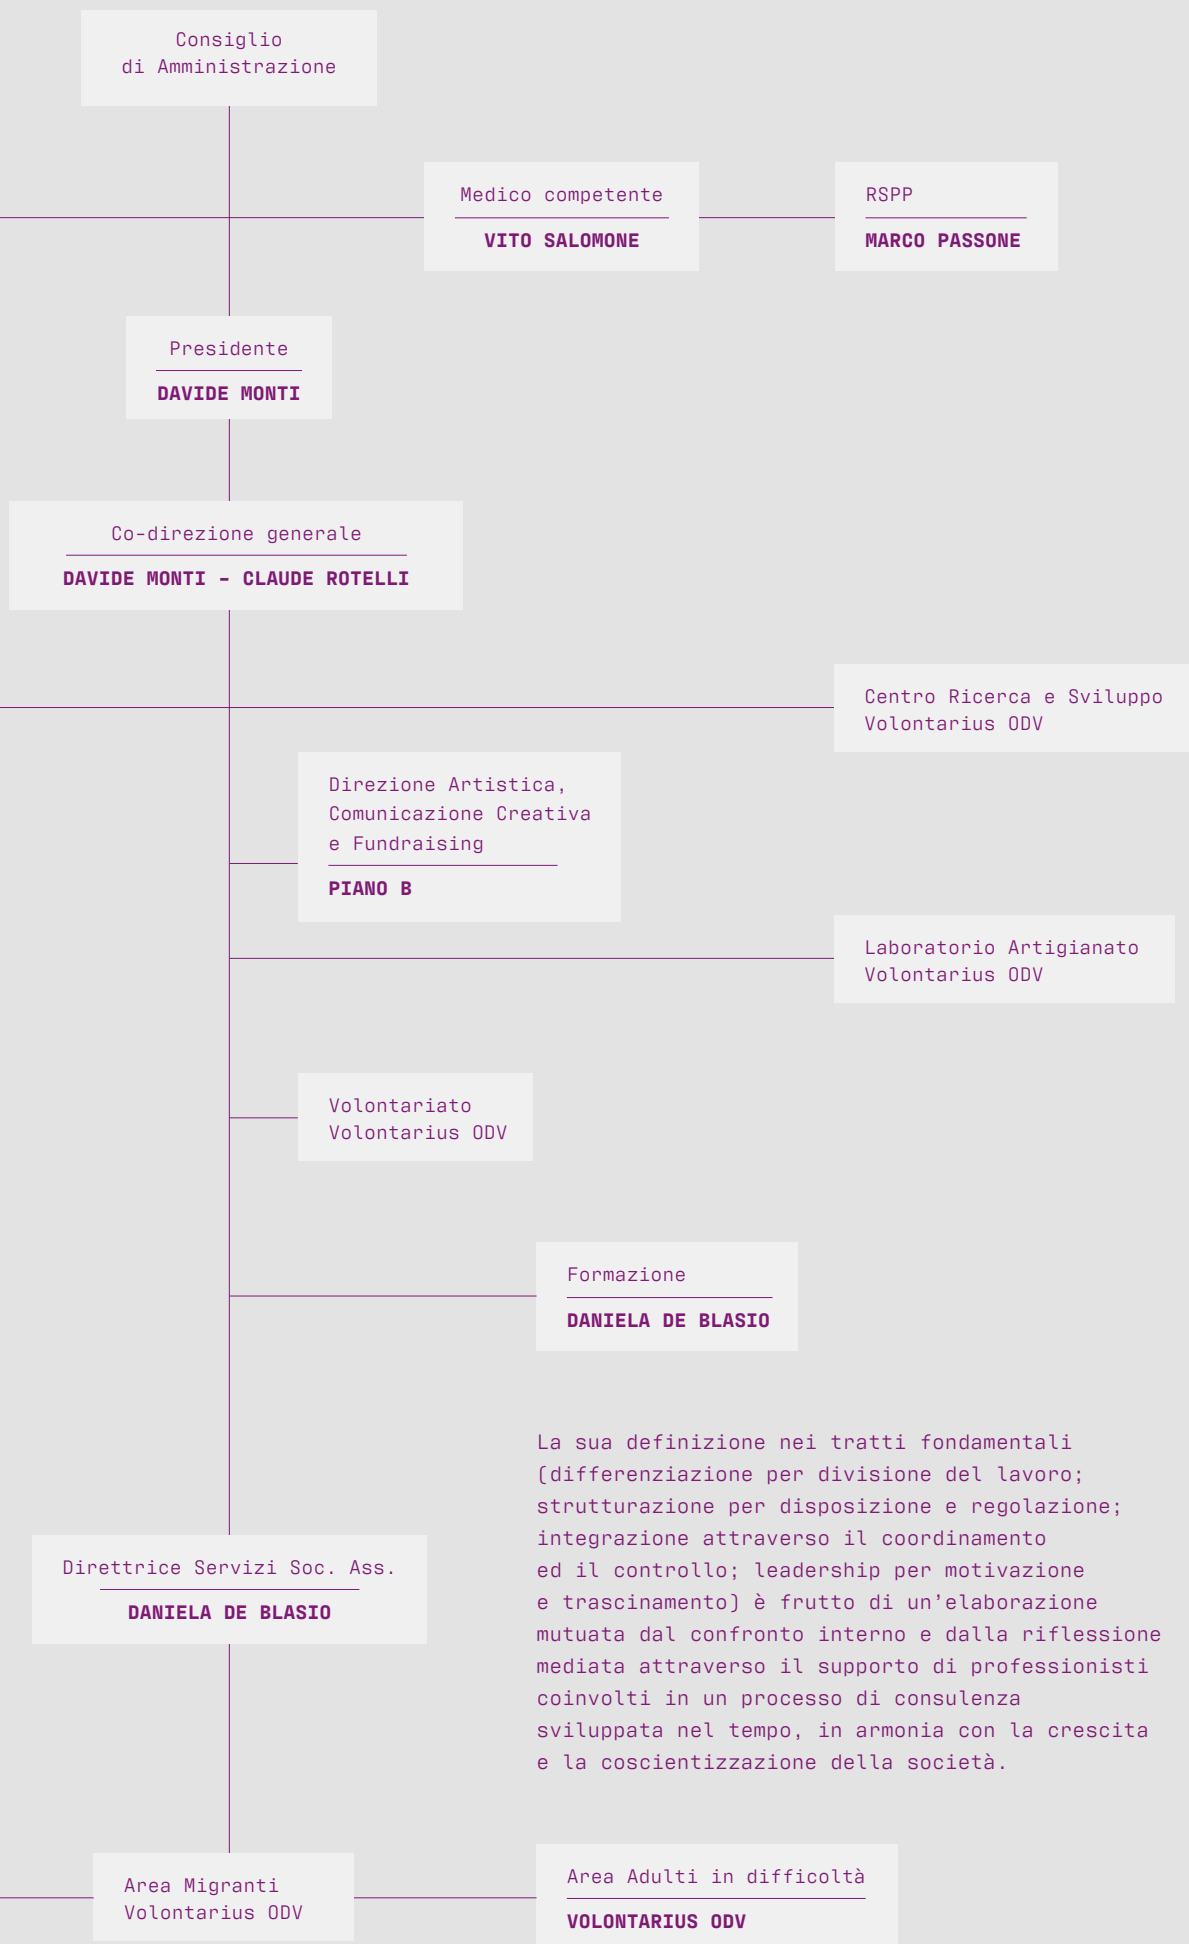 Consiglio
di Amministrazione
Medico competente
VITO SALOMONE
RSPP
MARCO PASSONE
Presidente
DAVIDE MONTI
Co-direzione generale
DAVIDE MONTI – CLAUDE ROTELLI
Centro Ricerca e Sviluppo
Volontarius ODV
Direzione Artistica,
Comunicazione Creativa
e Fundraising
PIANO B
Laboratorio Artigianato
Volontarius ODV
Volontariato
Volontarius ODV
Formazione
DANIELA DE BLASIO
La sua definizione nei tratti fondamentali
(differenziazione per divisione del lavoro;
strutturazione per disposizione e regolazione;
integrazione attraverso il coordinamento
ed il controllo; leadership per motivazione
e trascinamento) è frutto di un’elaborazione
mutuata dal confronto interno e dalla riflessione
mediata attraverso il supporto di professionisti
coinvolti in un processo di consulenza
sviluppata nel tempo, in armonia con la crescita
e la coscientizzazione della società.
Direttrice Servizi Soc. Ass.
DANIELA DE BLASIO
Area Migranti
Volontarius ODV
Area Adulti in difficoltà
VOLONTARIUS ODV